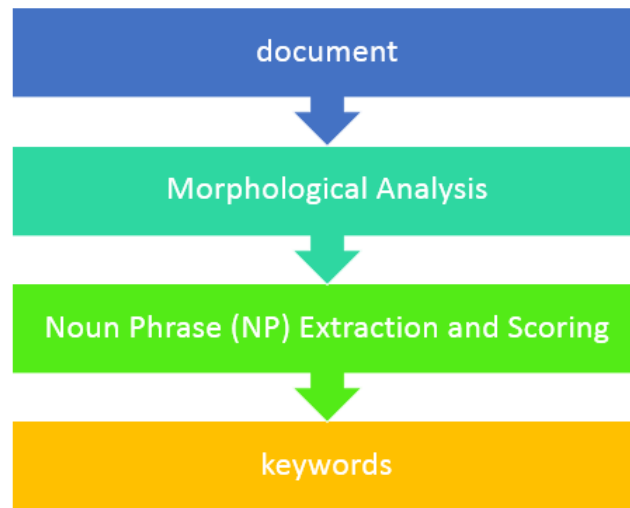 document
Morphological Analysis
Noun Phrase (NP) Extraction and Scoring
keywords